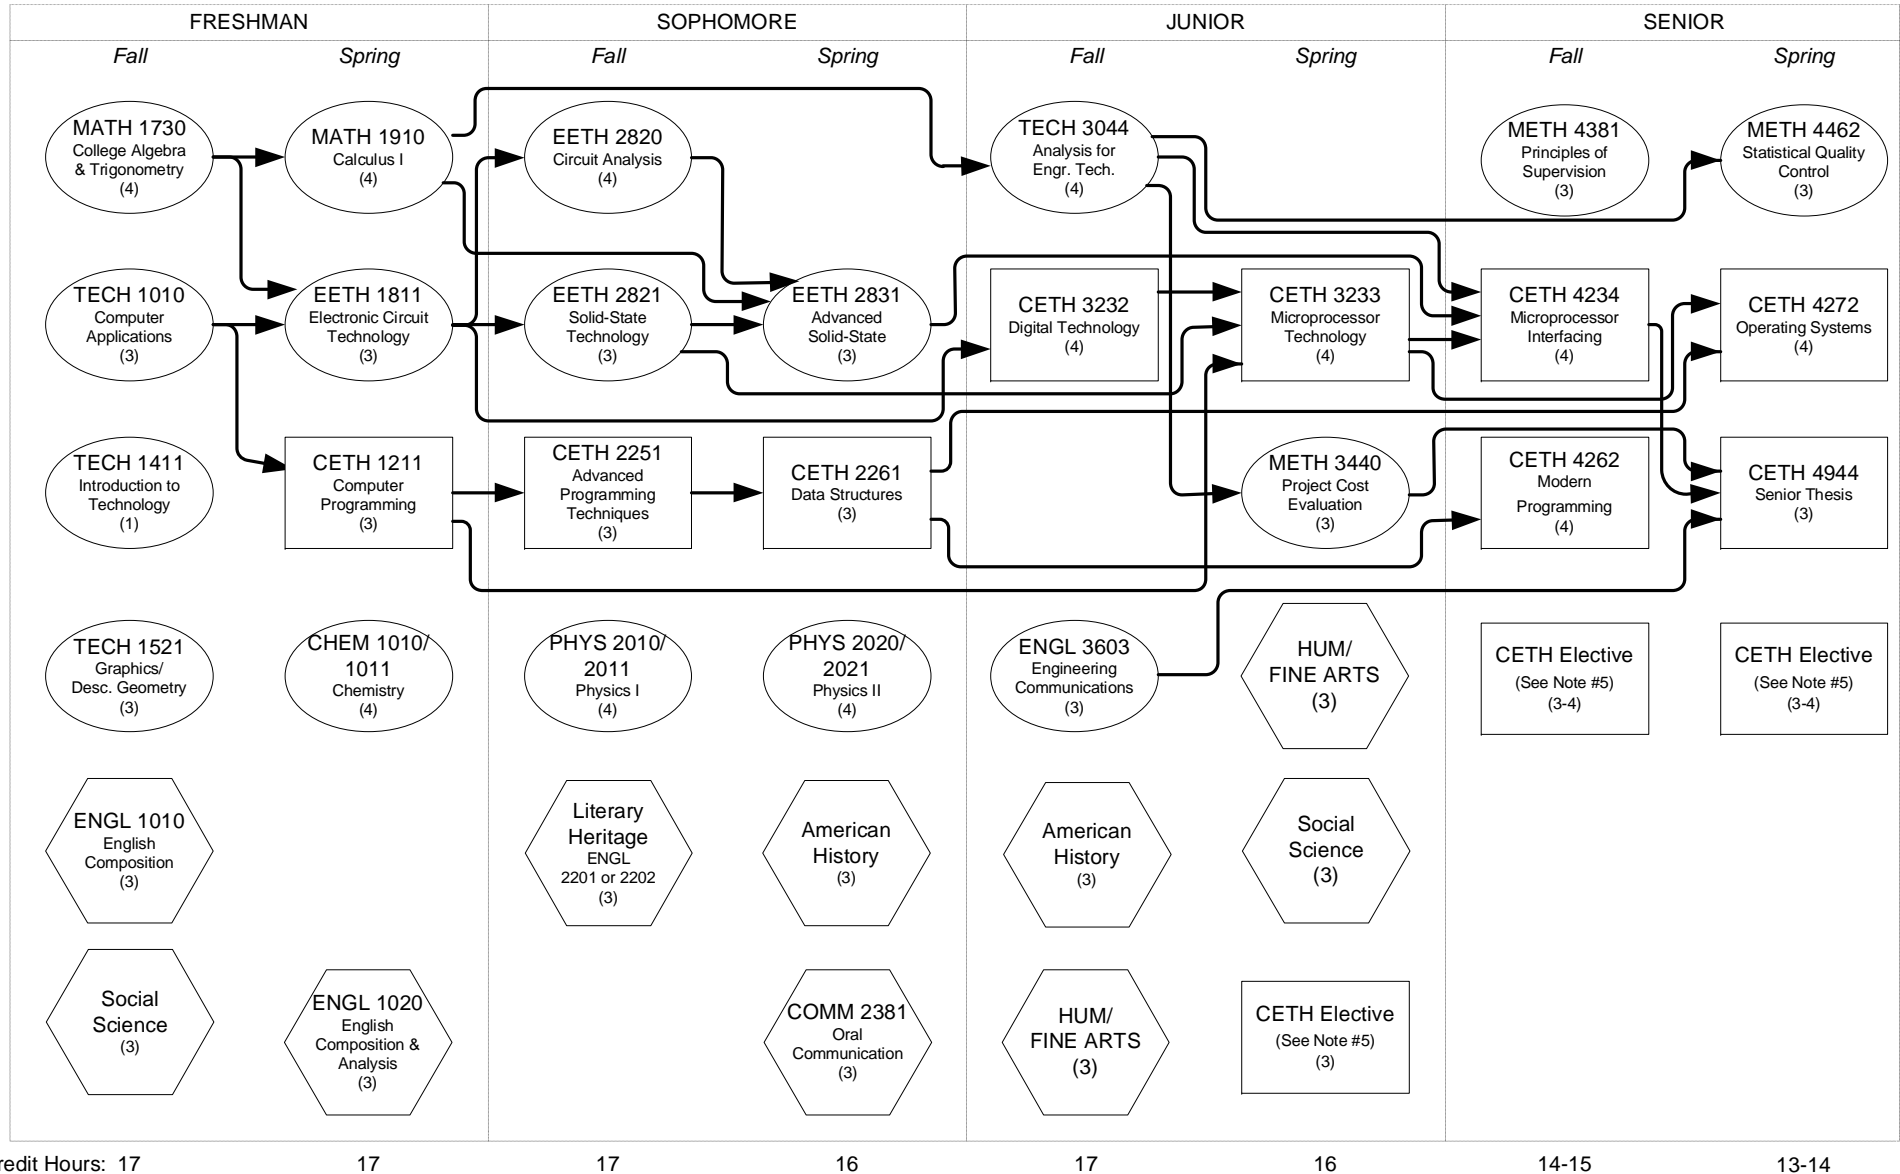 FRESHMAN
SOPHOMORE
JUNIOR
SENIOR
Fall
Spring
Fall
Spring
Fall
Spring
Fall
Spring
MATH 1730
College Algebra
& Trigonometry
(4)
MATH 1910
Calculus I
(4)
EETH 2820
Circuit Analysis
(4)
TECH 3044
Analysis for
Engr. Tech.
(4)
METH 4381
Principles of
Supervision
(3)
METH 4462
Statistical Quality
Control
(3)
TECH 1010
Computer
Applications
(3)
EETH 1811
Electronic Circuit
Technology
(3)
EETH 2821
Solid-State
Technology
(3)
EETH 2831
Advanced
Solid-State
(3)
CETH 3232
Digital Technology
(4)
CETH 3233
Microprocessor
Technology
(4)
CETH 4234
Microprocessor
Interfacing
(4)
CETH 4272
Operating Systems
(4)
TECH 1411
Introduction to
Technology
(1)
CETH 1211
Computer
Programming
(3)
CETH 2251
Advanced
Programming
Techniques
(3)
CETH 2261
Data Structures
(3)
METH 3440
Project Cost
Evaluation
(3)
CETH 4262
Modern
Programming
(4)
CETH 4944
Senior Thesis
(3)
TECH 1521
Graphics/
Desc. Geometry
(3)
CHEM 1010/
1011
Chemistry
(4)
PHYS 2010/
2011
Physics I
(4)
PHYS 2020/
2021
Physics II
(4)
ENGL 3603
Engineering
Communications
(3)
HUM/
FINE ARTS
(3)
CETH Elective
(See Note #5)
(3-4)
CETH Elective
(See Note #5)
(3-4)
ENGL 1010
English
Composition
(3)
Literary
Heritage
ENGL
2201 or 2202
(3)
American
History
(3)
American
History
(3)
Social
Science
(3)
Social
Science
(3)
ENGL 1020
English
Composition &
Analysis
(3)
COMM 2381
Oral
Communication
(3)
HUM/
FINE ARTS
(3)
CETH Elective
(See Note #5)
(3)
redit Hours: 17
17
17
16
17
16
14-15
13-14